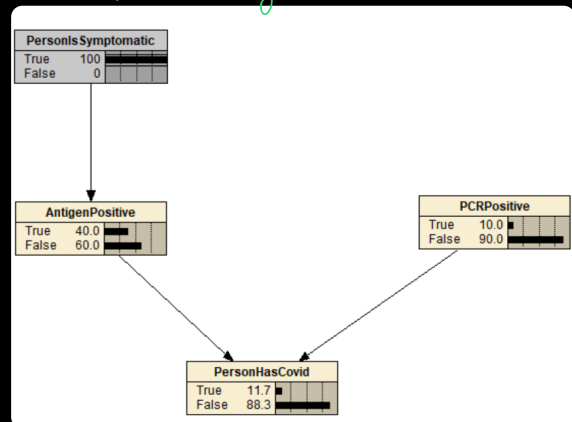 PersonIsSymptomatic
True 100
False 0
AntigenPositive
True 40.0
False 60.0
PCRPositive
True 10.0
False 90.0
PersonHasCovid
True 11.7
False 88.3